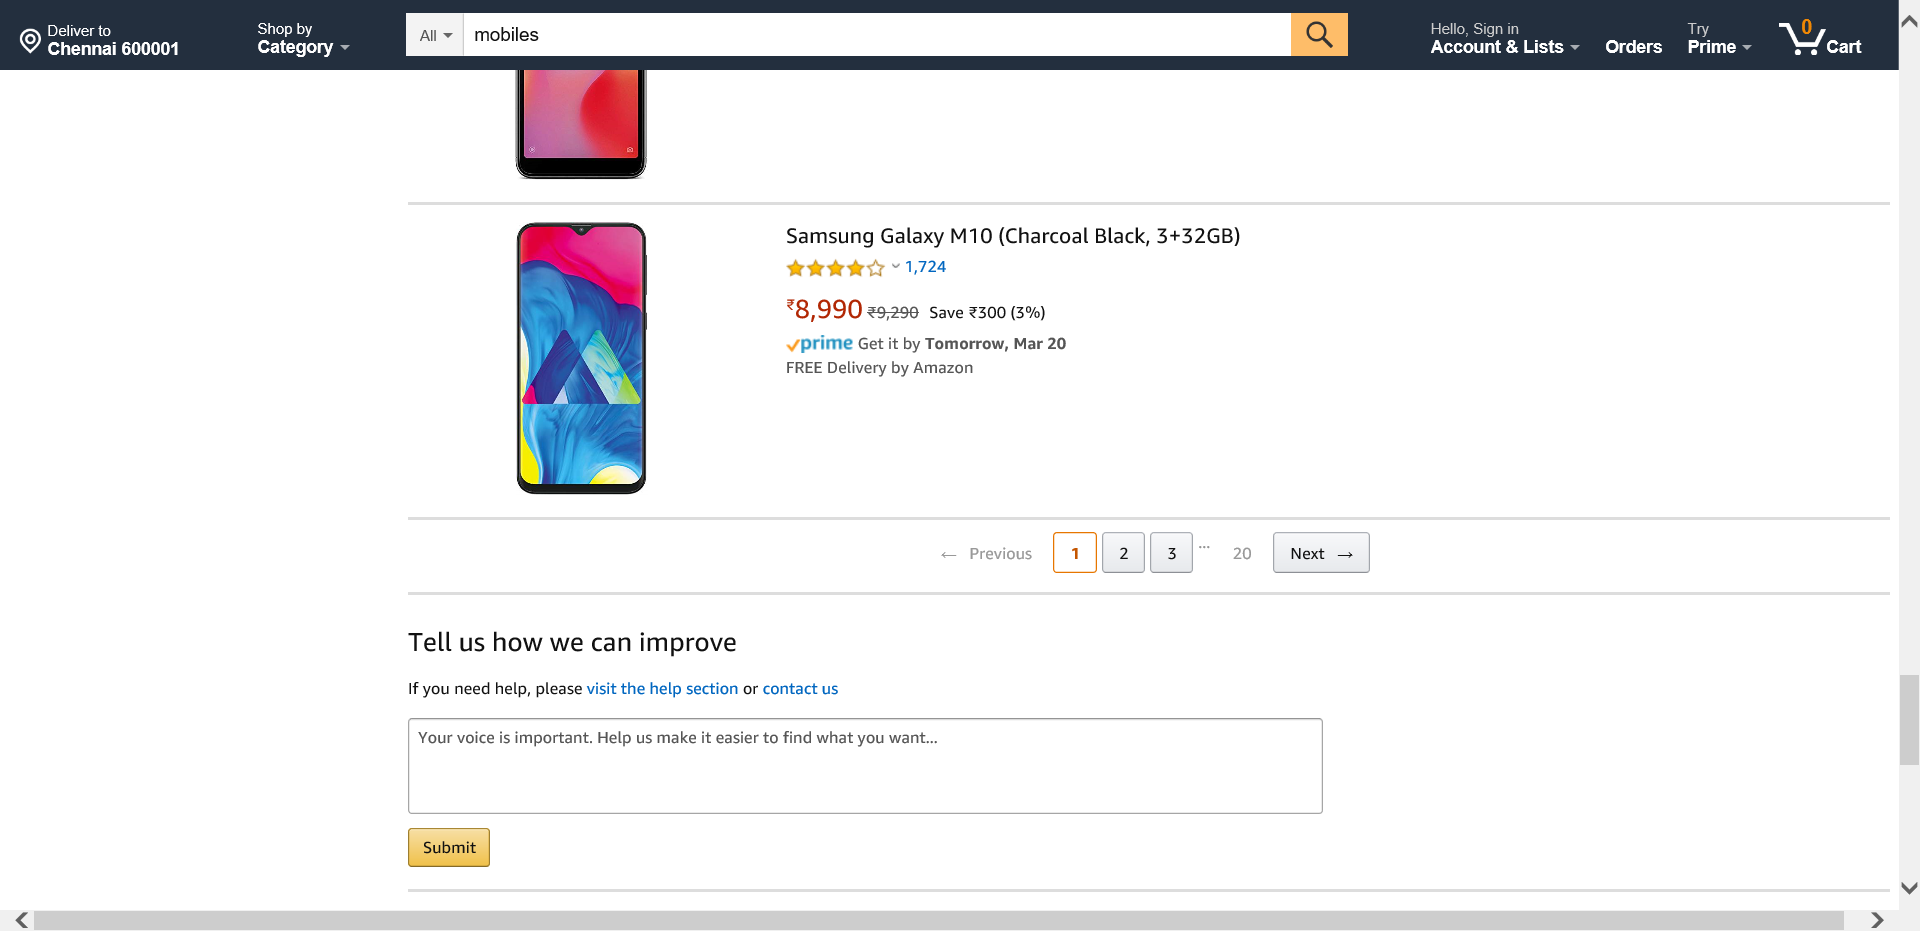 Deliver to
Chennai 600001
Shop by
Category
All
mobiles
Hello, Sign in
Account & Lists
Orders
Try
Prime
0
Cart
Samsung Galaxy M10 (Charcoal Black, 3+32GB)
1,724
₹8,990 ₹9,290 Save ₹300 (3%)
prime Get it by Tomorrow, Mar 20
FREE Delivery by Amazon
← Previous 1 2 3 ... 20 Next →
Tell us how we can improve
If you need help, please visit the help section or contact us
Your voice is important. Help us make it easier to find what you want...
Submit